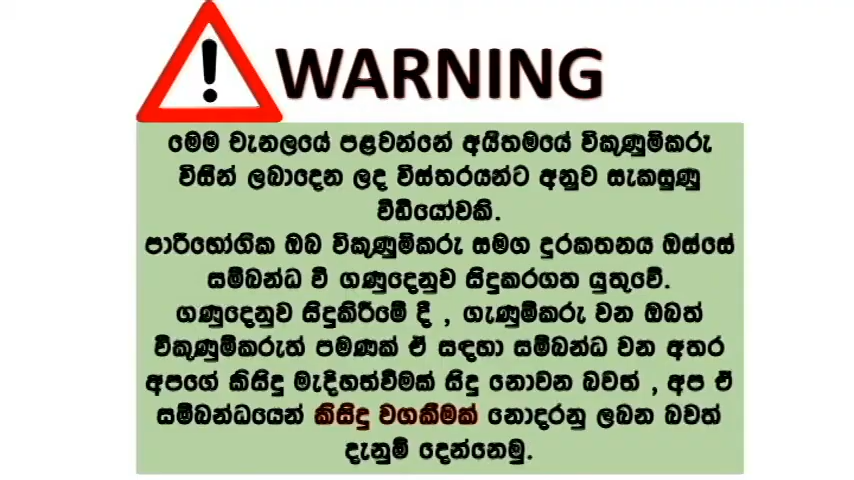 WARNING
මෙම චැනලයේ පළවන්නේ අයිතමයේ විකුණුම්කරු
විසින් ලබාදෙන ලද විස්තරයන්ට අනුව සැකසුණු
වීඩියෝවකි.
පාරිභෝගික ඔබ විකුණුම්කරු සමග දුරකතනය ඔස්සේ
සම්බන්ධ වී ගණුදෙනුව සිදුකරගත යුතුවේ.
ගණුදෙනුව සිදුකිරීමේ දී , ගැණුම්කරු වන ඔබත්
විකුණුම්කරුත් පමණක් ඒ සඳහා සම්බන්ධ වන අතර
අපගේ කිසිදු මැදිහත්වීමක් සිදු නොවන බවත් , අප ඒ
සම්බන්ධයෙන් කිසිදු වගකීමක් නොදරනු ලබන බවත්
දැනුම් දෙන්නෙමු.